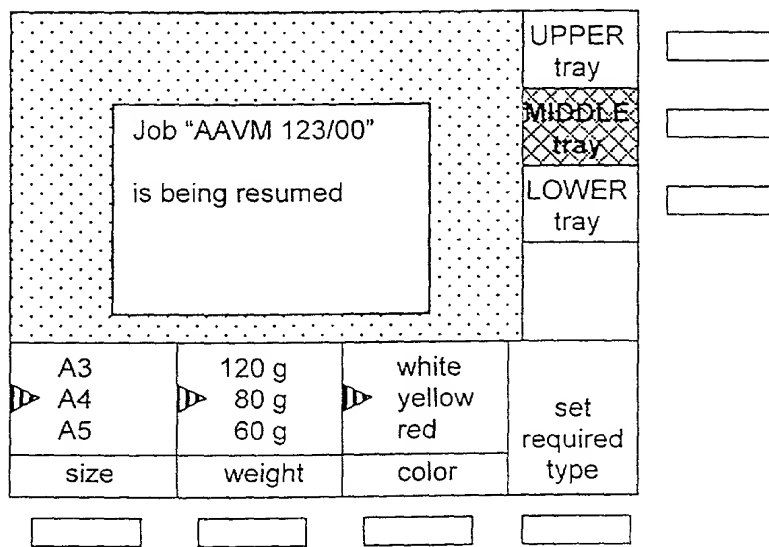 UPPER
tray
MIDDLE
tray
LOWER
tray
Job “AAVM 123/00”
is being resumed
A3
A4
A5
size
120 g
80 g
60 g
weight
white
yellow
red
color
set
required
type